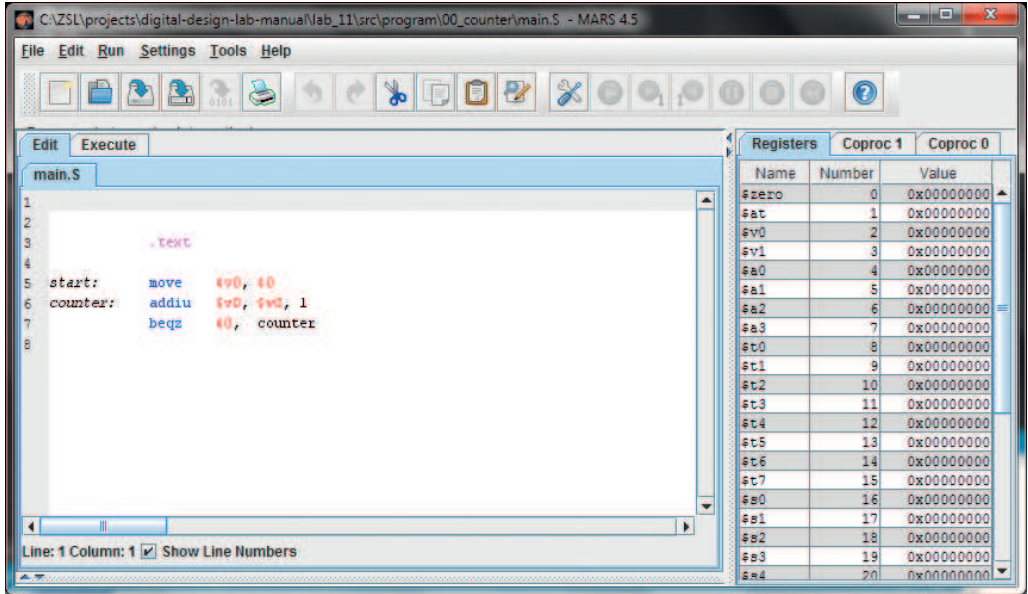 C:\ZSL\projects\digital-design-lab-manual\lab_11\src\program\00_counter\main.S - MARS 4.5
File Edit Run Settings Tools Help
Edit Execute
main.S
1
2
3 .text
4
5 start: move $v0, $0
6 counter: addiu $v0, $v0, 1
7 beqz $0, counter
8
Line: 1 Column: 1 Show Line Numbers
Registers Coproc 1 Coproc 0
Name Number Value
$zero 0 0x00000000
$at 1 0x00000000
$v0 2 0x00000000
$v1 3 0x00000000
$a0 4 0x00000000
$a1 5 0x00000000
$a2 6 0x00000000
$a3 7 0x00000000
$t0 8 0x00000000
$t1 9 0x00000000
$t2 10 0x00000000
$t3 11 0x00000000
$t4 12 0x00000000
$t5 13 0x00000000
$t6 14 0x00000000
$t7 15 0x00000000
$s0 16 0x00000000
$s1 17 0x00000000
$s2 18 0x00000000
$s3 19 0x00000000
$s4 20 0x00000000